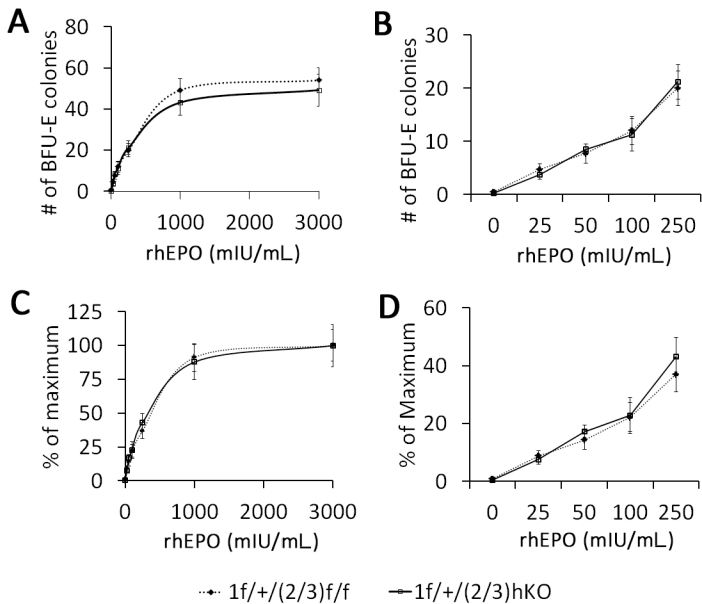 A
# of BFU-E colonies
80
60
40
20
0
0 1000 2000 3000
rhEPO (mIU/mL)
B
# of BFU-E colonies
30
20
10
0
0 25 50 100 250
rhEPO (mIU/mL)
C
% of maximum
125
100
75
50
25
0
0 1000 2000 3000
rhEPO (mIU/mL)
D
% of Maximum
60
40
20
0
0 25 50 100 250
rhEPO (mIU/mL)
1f/+/(2/3)f/f 1f/+/(2/3)hKO